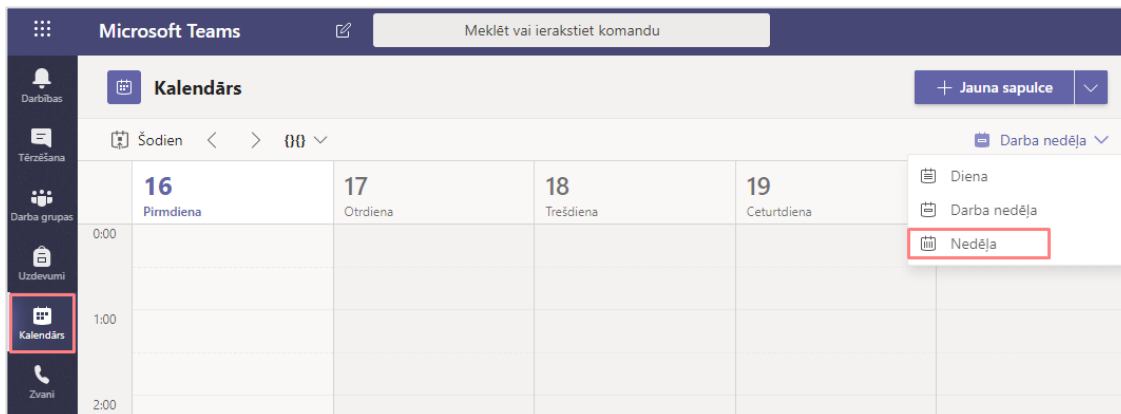 Microsoft Teams
Meklēt vai ierakstiet komandu
Darbības
Tērzēšana
Darba grupas
Uzdevumi
Kalendārs
Zvani
Kalendārs
+ Jauna sapulce
Šodien < > {}{}
Darba nedēļa
Diena
Darba nedēļa
Nedēļa
16 17 18 19
Pirmdiena Otrdiena Trešdiena Ceturtdiena
0:00
1:00
2:00